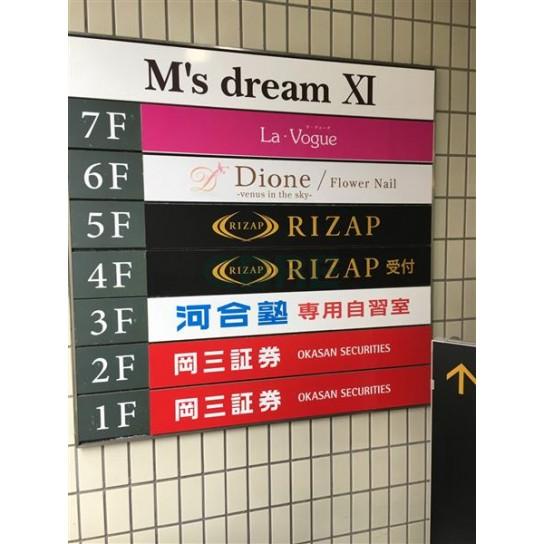 M's dream XI
7F La・Vogue
6F D Dione / Flower Nail
-venus in the sky-
5F RIZAP RIZAP
4F RIZAP RIZAP 受付
3F 河合塾 専用自習室
2F 岡三証券 OKASAN SECURITIES
1F 岡三証券 OKASAN SECURITIES